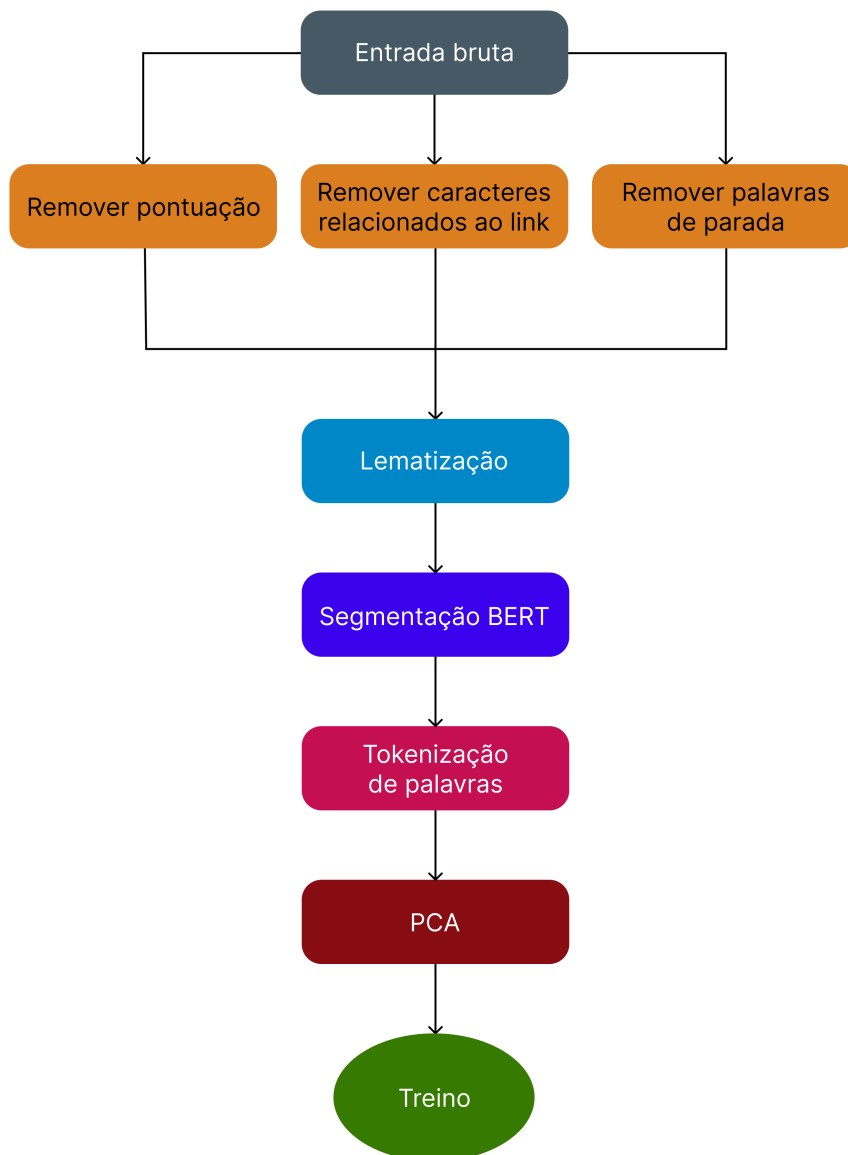 Entrada bruta
Remover pontuação
Remover caracteres
relacionados ao link
Remover palavras
de parada
Lematização
Segmentação BERT
Tokenização
de palavras
PCA
Treino